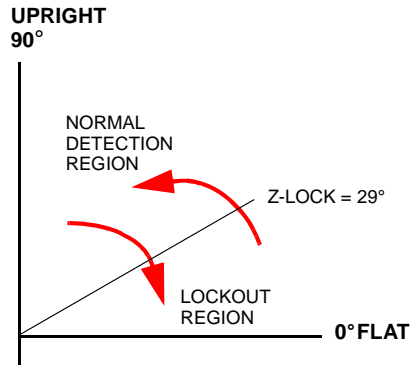 UPRIGHT
90°
NORMAL
DETECTION
REGION
Z-LOCK = 29°
LOCKOUT
REGION
0° FLAT